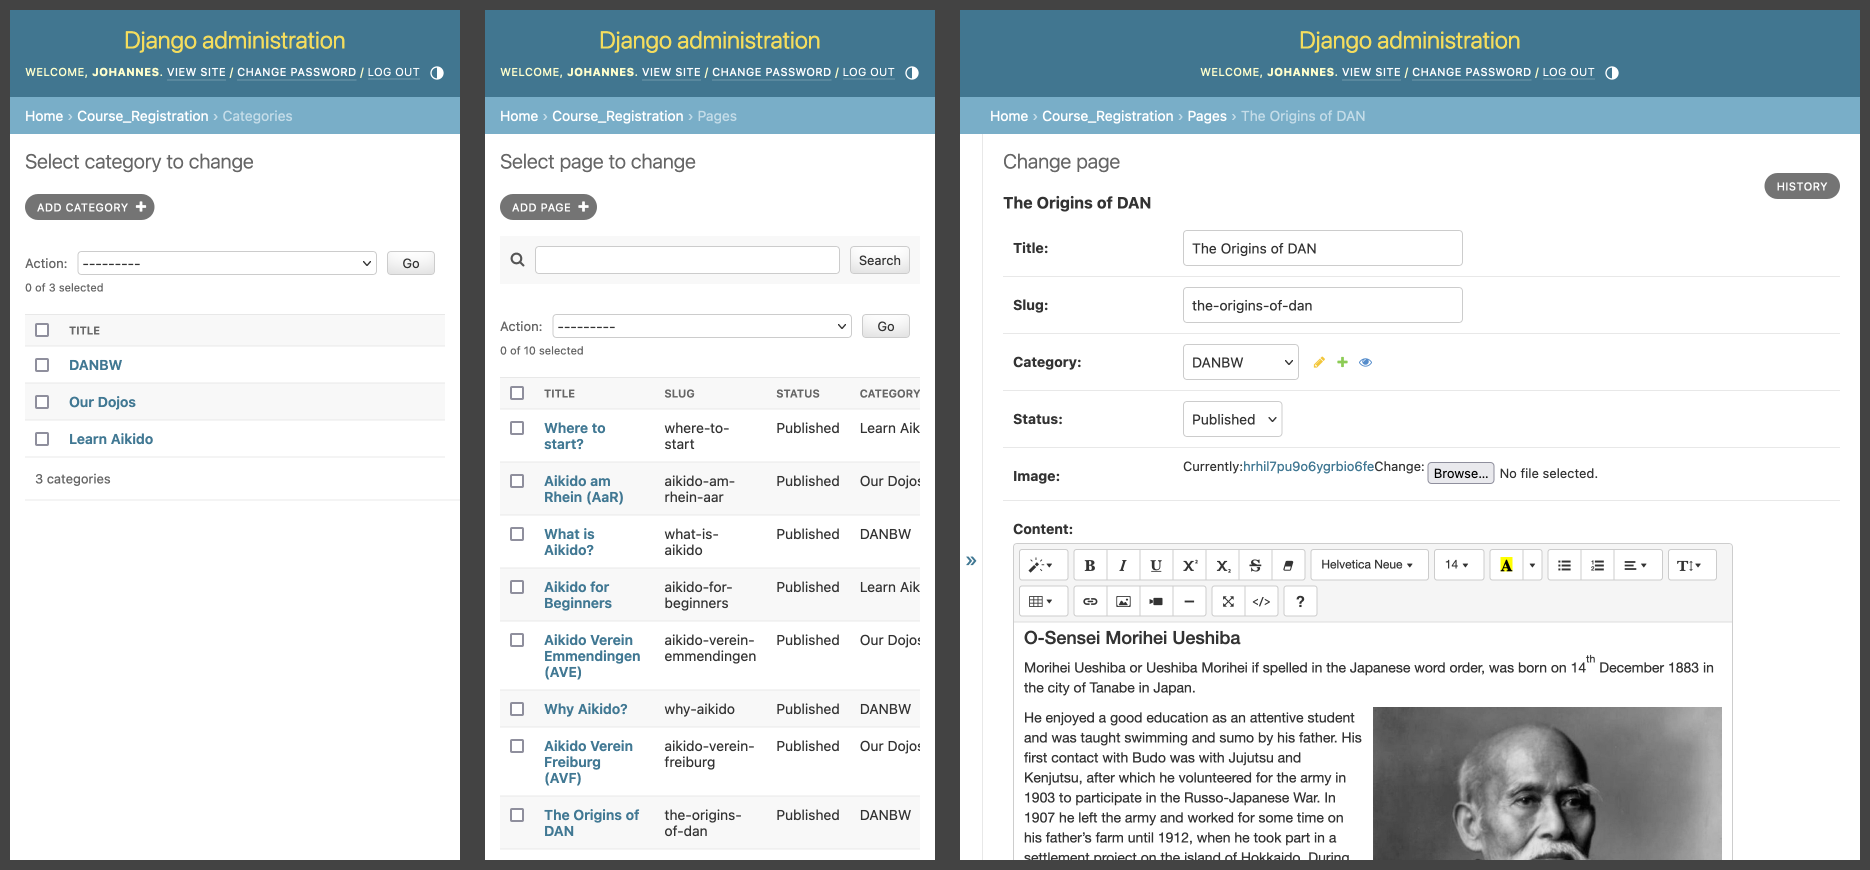 Django administration
WELCOME, JOHANNES. VIEW SITE / CHANGE PASSWORD / LOG OUT
Home › Course_Registration › Categories
Select category to change
ADD CATEGORY +
Action: --------- Go
0 of 3 selected
TITLE
DANBW
Our Dojos
Learn Aikido
3 categories
Django administration
WELCOME, JOHANNES. VIEW SITE / CHANGE PASSWORD / LOG OUT
Home › Course_Registration › Pages
Select page to change
ADD PAGE +
Search
Action: --------- Go
0 of 10 selected
TITLE SLUG STATUS CATEGORY
Where to start? where-to-start Published Learn Aik
Aikido am Rhein (AaR) aikido-am-rhein-aar Published Our Dojos
What is Aikido? what-is-aikido Published DANBW
Aikido for Beginners aikido-for-beginners Published Learn Aik
Aikido Verein Emmendingen (AVE) aikido-verein-emmendingen Published Our Dojos
Why Aikido? why-aikido Published DANBW
Aikido Verein Freiburg (AVF) aikido-verein-freiburg Published Our Dojos
The Origins of DAN the-origins-of-dan Published DANBW
Django administration
WELCOME, JOHANNES. VIEW SITE / CHANGE PASSWORD / LOG OUT
Home › Course_Registration › Pages › The Origins of DAN
Change page
HISTORY
The Origins of DAN
Title: The Origins of DAN
Slug: the-origins-of-dan
Category: DANBW
Status: Published
Image: Currently:hrhil7pu9o6ygrbio6feChange: Browse... No file selected.
Content:
»
B I U X² X₂ S Helvetica Neue 14 A T
</> ?
O-Sensei Morihei Ueshiba
Morihei Ueshiba or Ueshiba Morihei if spelled in the Japanese word order, was born on 14th December 1883 in
the city of Tanabe in Japan.
He enjoyed a good education as an attentive student
and was taught swimming and sumo by his father. His
first contact with Budo was with Jujutsu and
Kenjutsu, after which he volunteered for the army in
1903 to participate in the Russo-Japanese War. In
1907 he left the army and worked for some time on
his father's farm until 1912, when he took part in a
settlement project on the island of Hokkaido. During